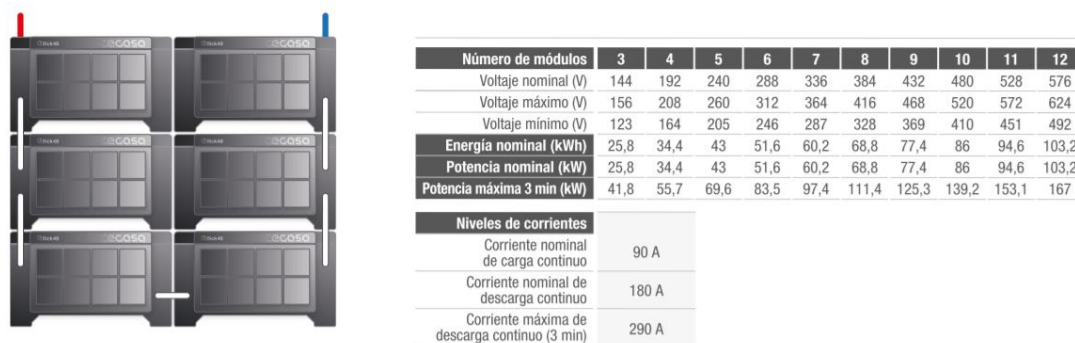 cegasa cegasa
Número de módulos 3 4 5 6 7 8 9 10 11 12
Voltaje nominal (V) 144 192 240 288 336 384 432 480 528 576
Voltaje máximo (V) 156 208 260 312 364 416 468 520 572 624
Voltaje mínimo (V) 123 164 205 246 287 328 369 410 451 492
Energía nominal (kWh) 25,8 34,4 43 51,6 60,2 68,8 77,4 86 94,6 103,2
Potencia nominal (kW) 25,8 34,4 43 51,6 60,2 68,8 77,4 86 94,6 103,2
Potencia máxima 3 min (kW) 41,8 55,7 69,6 83,5 97,4 111,4 125,3 139,2 153,1 167
cegasa cegasa
Niveles de corrientes
Corriente nominal
de carga continuo 90 A
cegasa cegasa
Corriente nominal de
descarga continuo 180 A
Corriente máxima de
descarga continuo (3 min) 290 A